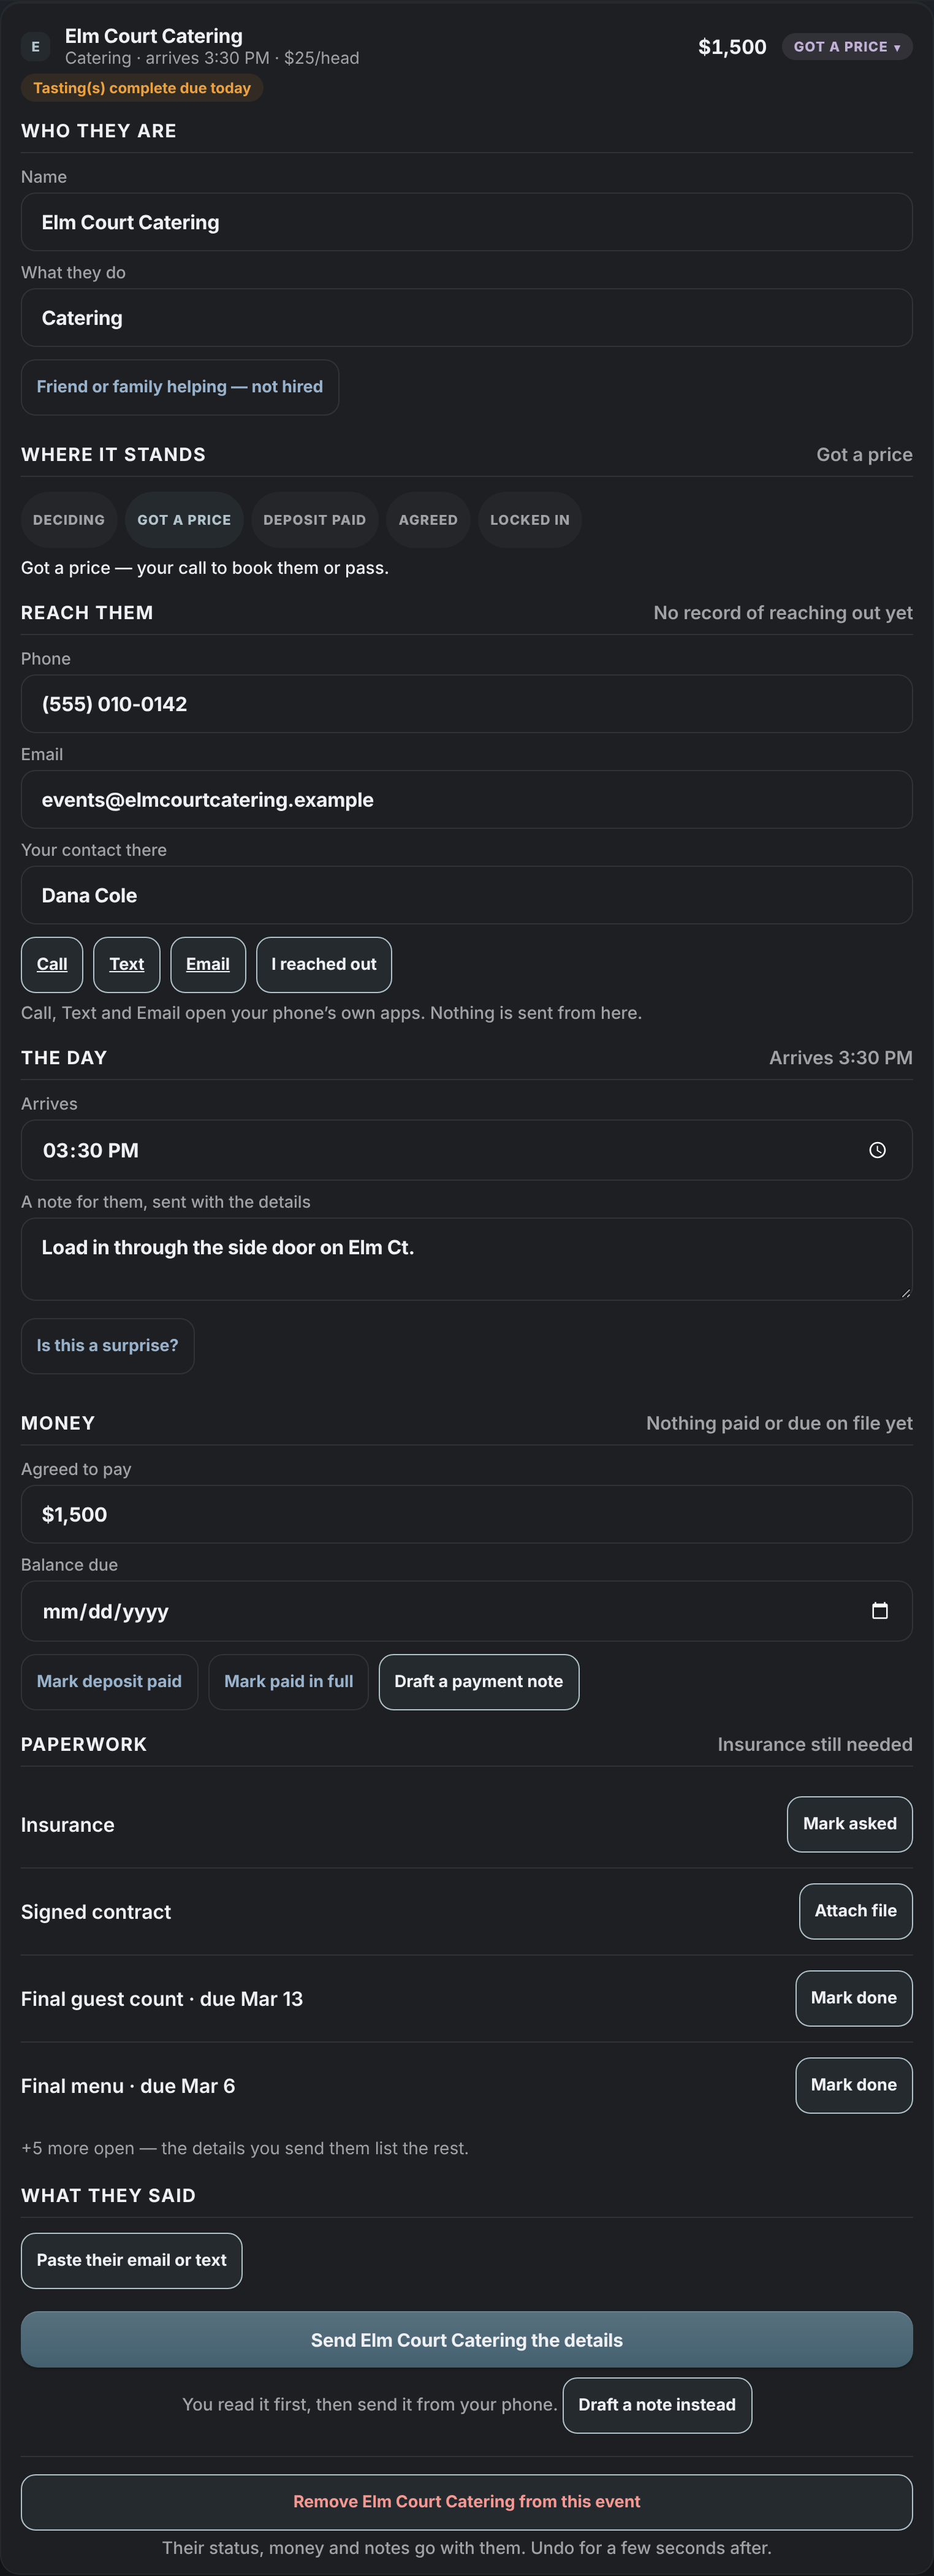 E
Elm Court Catering
Catering · arrives 3:30 PM · $25/head
$1,500
GOT A PRICE ▾
Tasting(s) complete due today
WHO THEY ARE
Name
Elm Court Catering
What they do
Catering
Friend or family helping — not hired
WHERE IT STANDS
Got a price
DECIDING
GOT A PRICE
DEPOSIT PAID
AGREED
LOCKED IN
Got a price — your call to book them or pass.
REACH THEM
No record of reaching out yet
Phone
(555) 010-0142
Email
events@elmcourtcatering.example
Your contact there
Dana Cole
Call
Text
Email
I reached out
Call, Text and Email open your phone’s own apps. Nothing is sent from here.
THE DAY
Arrives 3:30 PM
Arrives
03:30 PM
A note for them, sent with the details
Load in through the side door on Elm Ct.
Is this a surprise?
MONEY
Nothing paid or due on file yet
Agreed to pay
$1,500
Balance due
mm/dd/yyyy
Mark deposit paid
Mark paid in full
Draft a payment note
PAPERWORK
Insurance still needed
Insurance
Mark asked
Signed contract
Attach file
Final guest count · due Mar 13
Mark done
Final menu · due Mar 6
Mark done
+5 more open — the details you send them list the rest.
WHAT THEY SAID
Paste their email or text
Send Elm Court Catering the details
You read it first, then send it from your phone.
Draft a note instead
Remove Elm Court Catering from this event
Their status, money and notes go with them. Undo for a few seconds after.